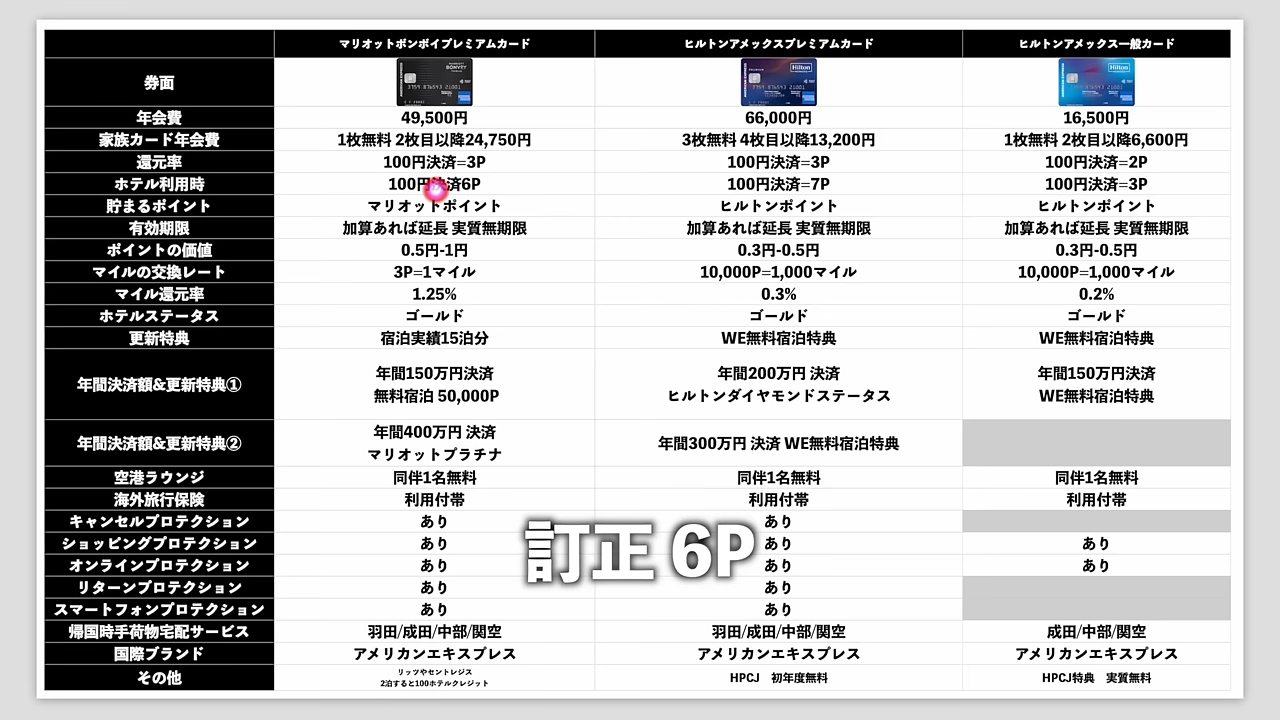 マリオットボンボイプレミアムカード ヒルトンアメックスプレミアムカード ヒルトンアメックス一般カード
券面
年会費 49,500円 66,000円 16,500円
家族カード年会費 1枚無料 2枚目以降24,750円 3枚無料 4枚目以降13,200円 1枚無料 2枚目以降6,600円
還元率 100円決済=3P 100円決済=3P 100円決済=2P
ホテル利用時 100円決済6P 100円決済=7P 100円決済=3P
貯まるポイント マリオットポイント ヒルトンポイント ヒルトンポイント
有効期限 加算あれば延長 実質無期限 加算あれば延長 実質無期限 加算あれば延長 実質無期限
ポイントの価値 0.5円-1円 0.3円-0.5円 0.3円-0.5円
マイルの交換レート 3P=1マイル 10,000P=1,000マイル 10,000P=1,000マイル
マイル還元率 1.25% 0.3% 0.2%
ホテルステータス ゴールド ゴールド ゴールド
更新特典 宿泊実績15泊分 WE無料宿泊特典 WE無料宿泊特典
年間決済額&更新特典① 年間150万円決済 年間200万円 決済 年間150万円決済
無料宿泊 50,000P ヒルトンダイヤモンドステータス WE無料宿泊特典
年間決済額&更新特典② 年間400万円 決済 年間300万円 決済 WE無料宿泊特典
マリオットプラチナ
空港ラウンジ 同伴1名無料 同伴1名無料 同伴1名無料
海外旅行保険 利用付帯 利用付帯 利用付帯
キャンセルプロテクション あり あり
ショッピングプロテクション あり あり あり
オンラインプロテクション あり あり あり
リターンプロテクション あり あり
スマートフォンプロテクション あり あり
訂正 6P
帰国時手荷物宅配サービス 羽田/成田/中部/関空 羽田/成田/中部/関空 成田/中部/関空
国際ブランド アメリカンエキスプレス アメリカンエキスプレス アメリカンエキスプレス
その他 リッツやセントレジス HPCJ 初年度無料 HPCJ特典 実質無料
2泊すると100ホテルクレジット